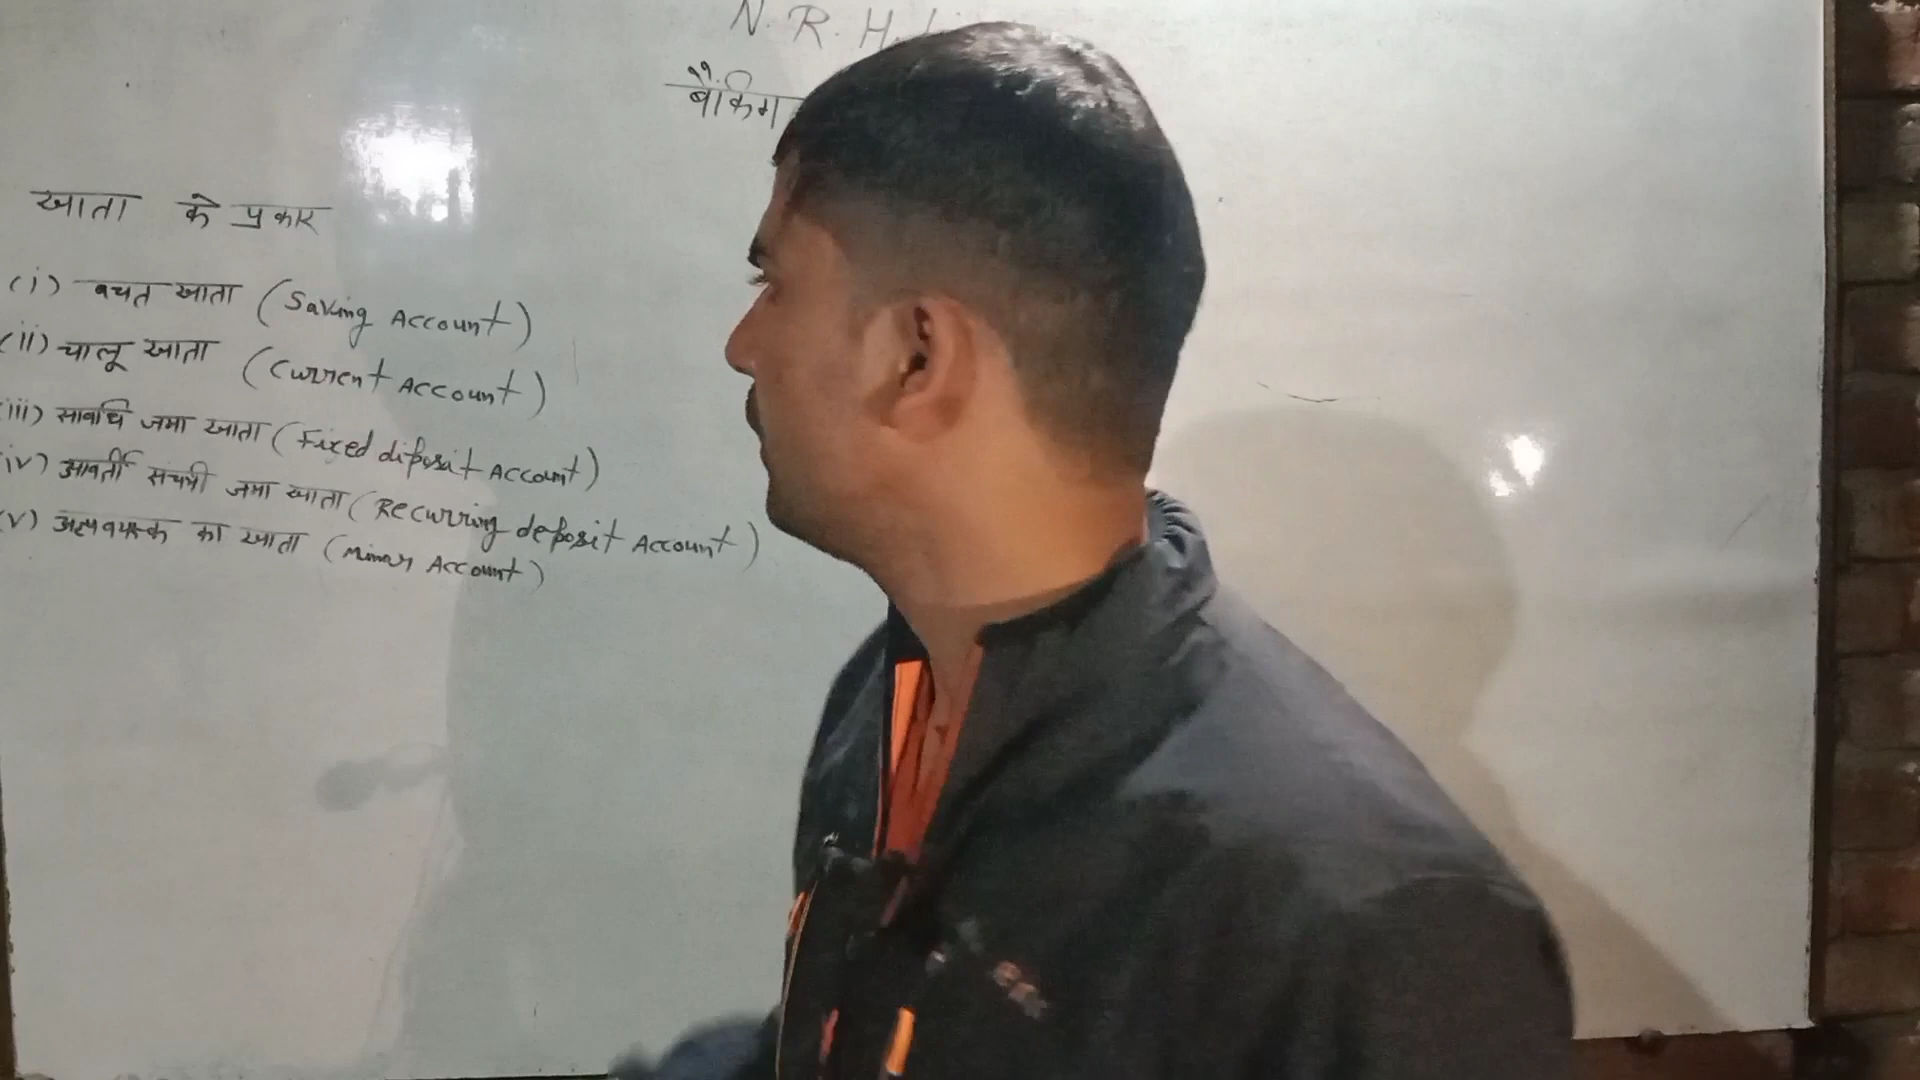 N. R.
बैंकिंग
खाता के प्रकार
(i) बचत खाता (Saving Account)
(ii) चालू खाता (Current Account)
(iii) सावधि जमा खाता (Fixed diposit Account)
(iv) आवर्ती संचयी जमा खाता (Recurring deposit Account)
(v) अल्पवयस्क का खाता (Minor Account)